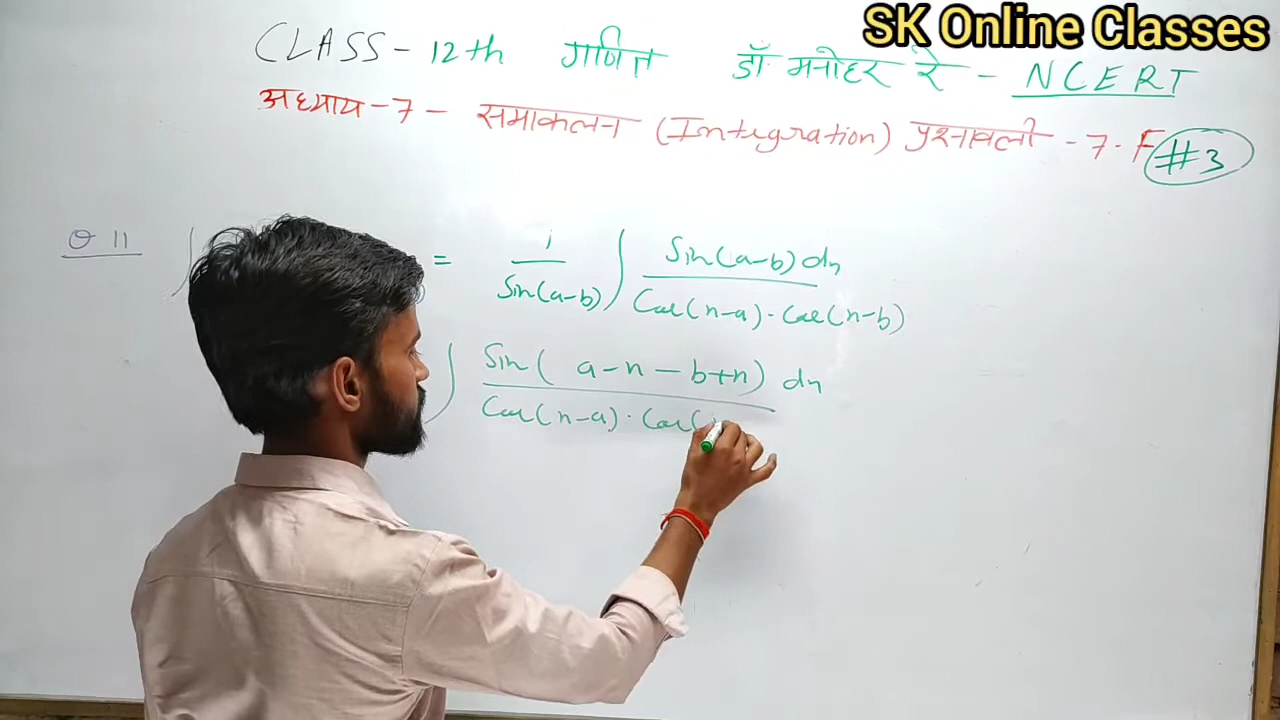 SK Online Classes
CLASS - 12th गणित डॉ मनोहर रे - NCERT
अध्याय - 7 - समाकलन (Integration) प्रश्नावली - 7. F #3
Q 11 ∫ = 1/Sin(a-b) ∫ Sin(a-b) dx / Cos(x-a) · Cos(x-b)
∫ Sin( a-x - b+x) dx / Cos(x-a) · Cos(